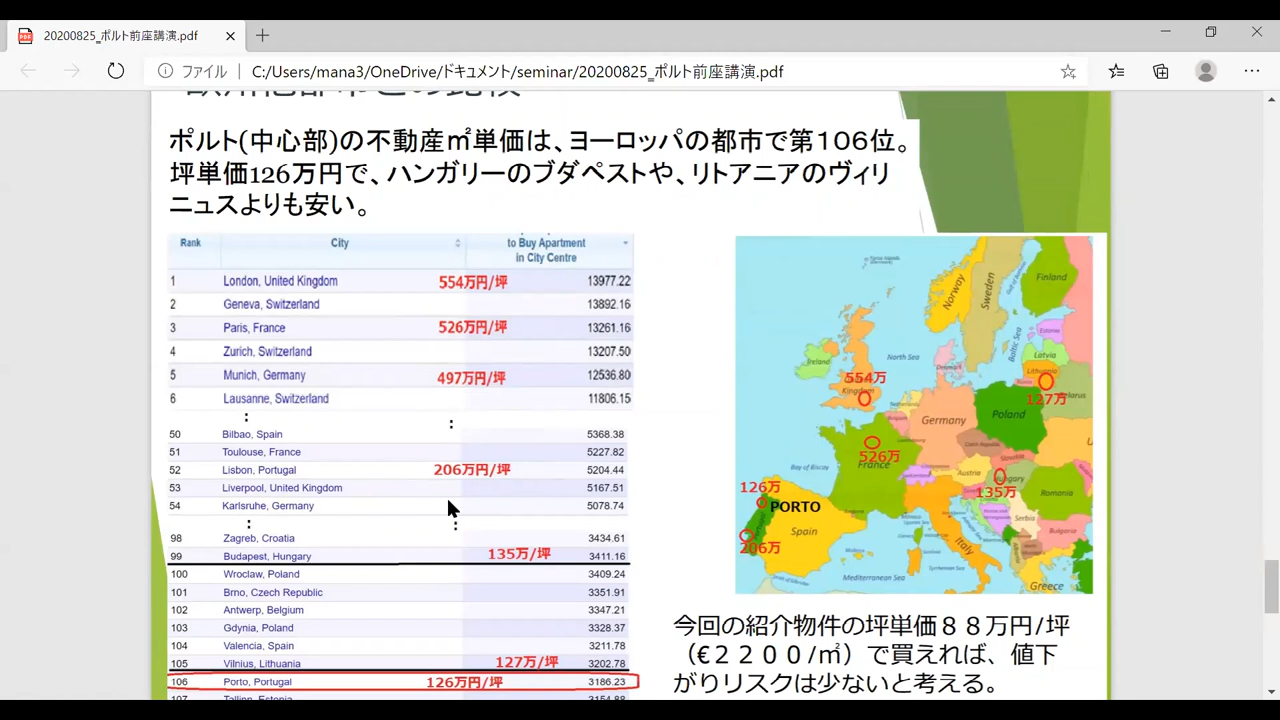 20200825_ポルト前座講演.pdf
ファイル
C:/Users/mana3/OneDrive/ドキュメント/seminar/20200825_ポルト前座講演.pdf
ポルト(中心部)の不動産㎡単価は、ヨーロッパの都市で第106位。
坪単価126万円で、ハンガリーのブダペストや、リトアニアのヴィリ
ニュスよりも安い。
Rank City to Buy Apartment
in City Centre
1 London, United Kingdom 554万円/坪 13977.22
2 Geneva, Switzerland 13892.16
3 Paris, France 526万円/坪 13261.16
4 Zurich, Switzerland 13207.50
5 Munich, Germany 497万円/坪 12536.80
6 Lausanne, Switzerland 11806.15
: :
50 Bilbao, Spain 5368.38
51 Toulouse, France 5227.82
52 Lisbon, Portugal 206万円/坪 5204.44
53 Liverpool, United Kingdom 5167.51
54 Karlsruhe, Germany 5078.74
: :
98 Zagreb, Croatia 3434.61
99 Budapest, Hungary 135万/坪 3411.16
100 Wroclaw, Poland 3409.24
101 Brno, Czech Republic 3351.91
102 Antwerp, Belgium 3347.21
103 Gdynia, Poland 3328.37
104 Valencia, Spain 3211.78
105 Vilnius, Lithuania 127万/坪 3202.78
106 Porto, Portugal 126万円/坪 3186.23
107 Tallinn, Estonia 3154.88
Norway
Sweden
Finland
Estonia
Baltic Sea
Latvia
Lithuania
North Sea
Ireland
554万
Kingdom
127万
Belarus
Poland
Germany
France
526万
Bay of Biscay
Austria
Hungary
135万
Romania
126万
PORTO
Spain
206万
Serbia
Bulgaria
Italy
Mediterranean Sea
Greece
今回の紹介物件の坪単価88万円/坪
(€2200/㎡)で買えれば、値下
がりリスクは少ないと考える。